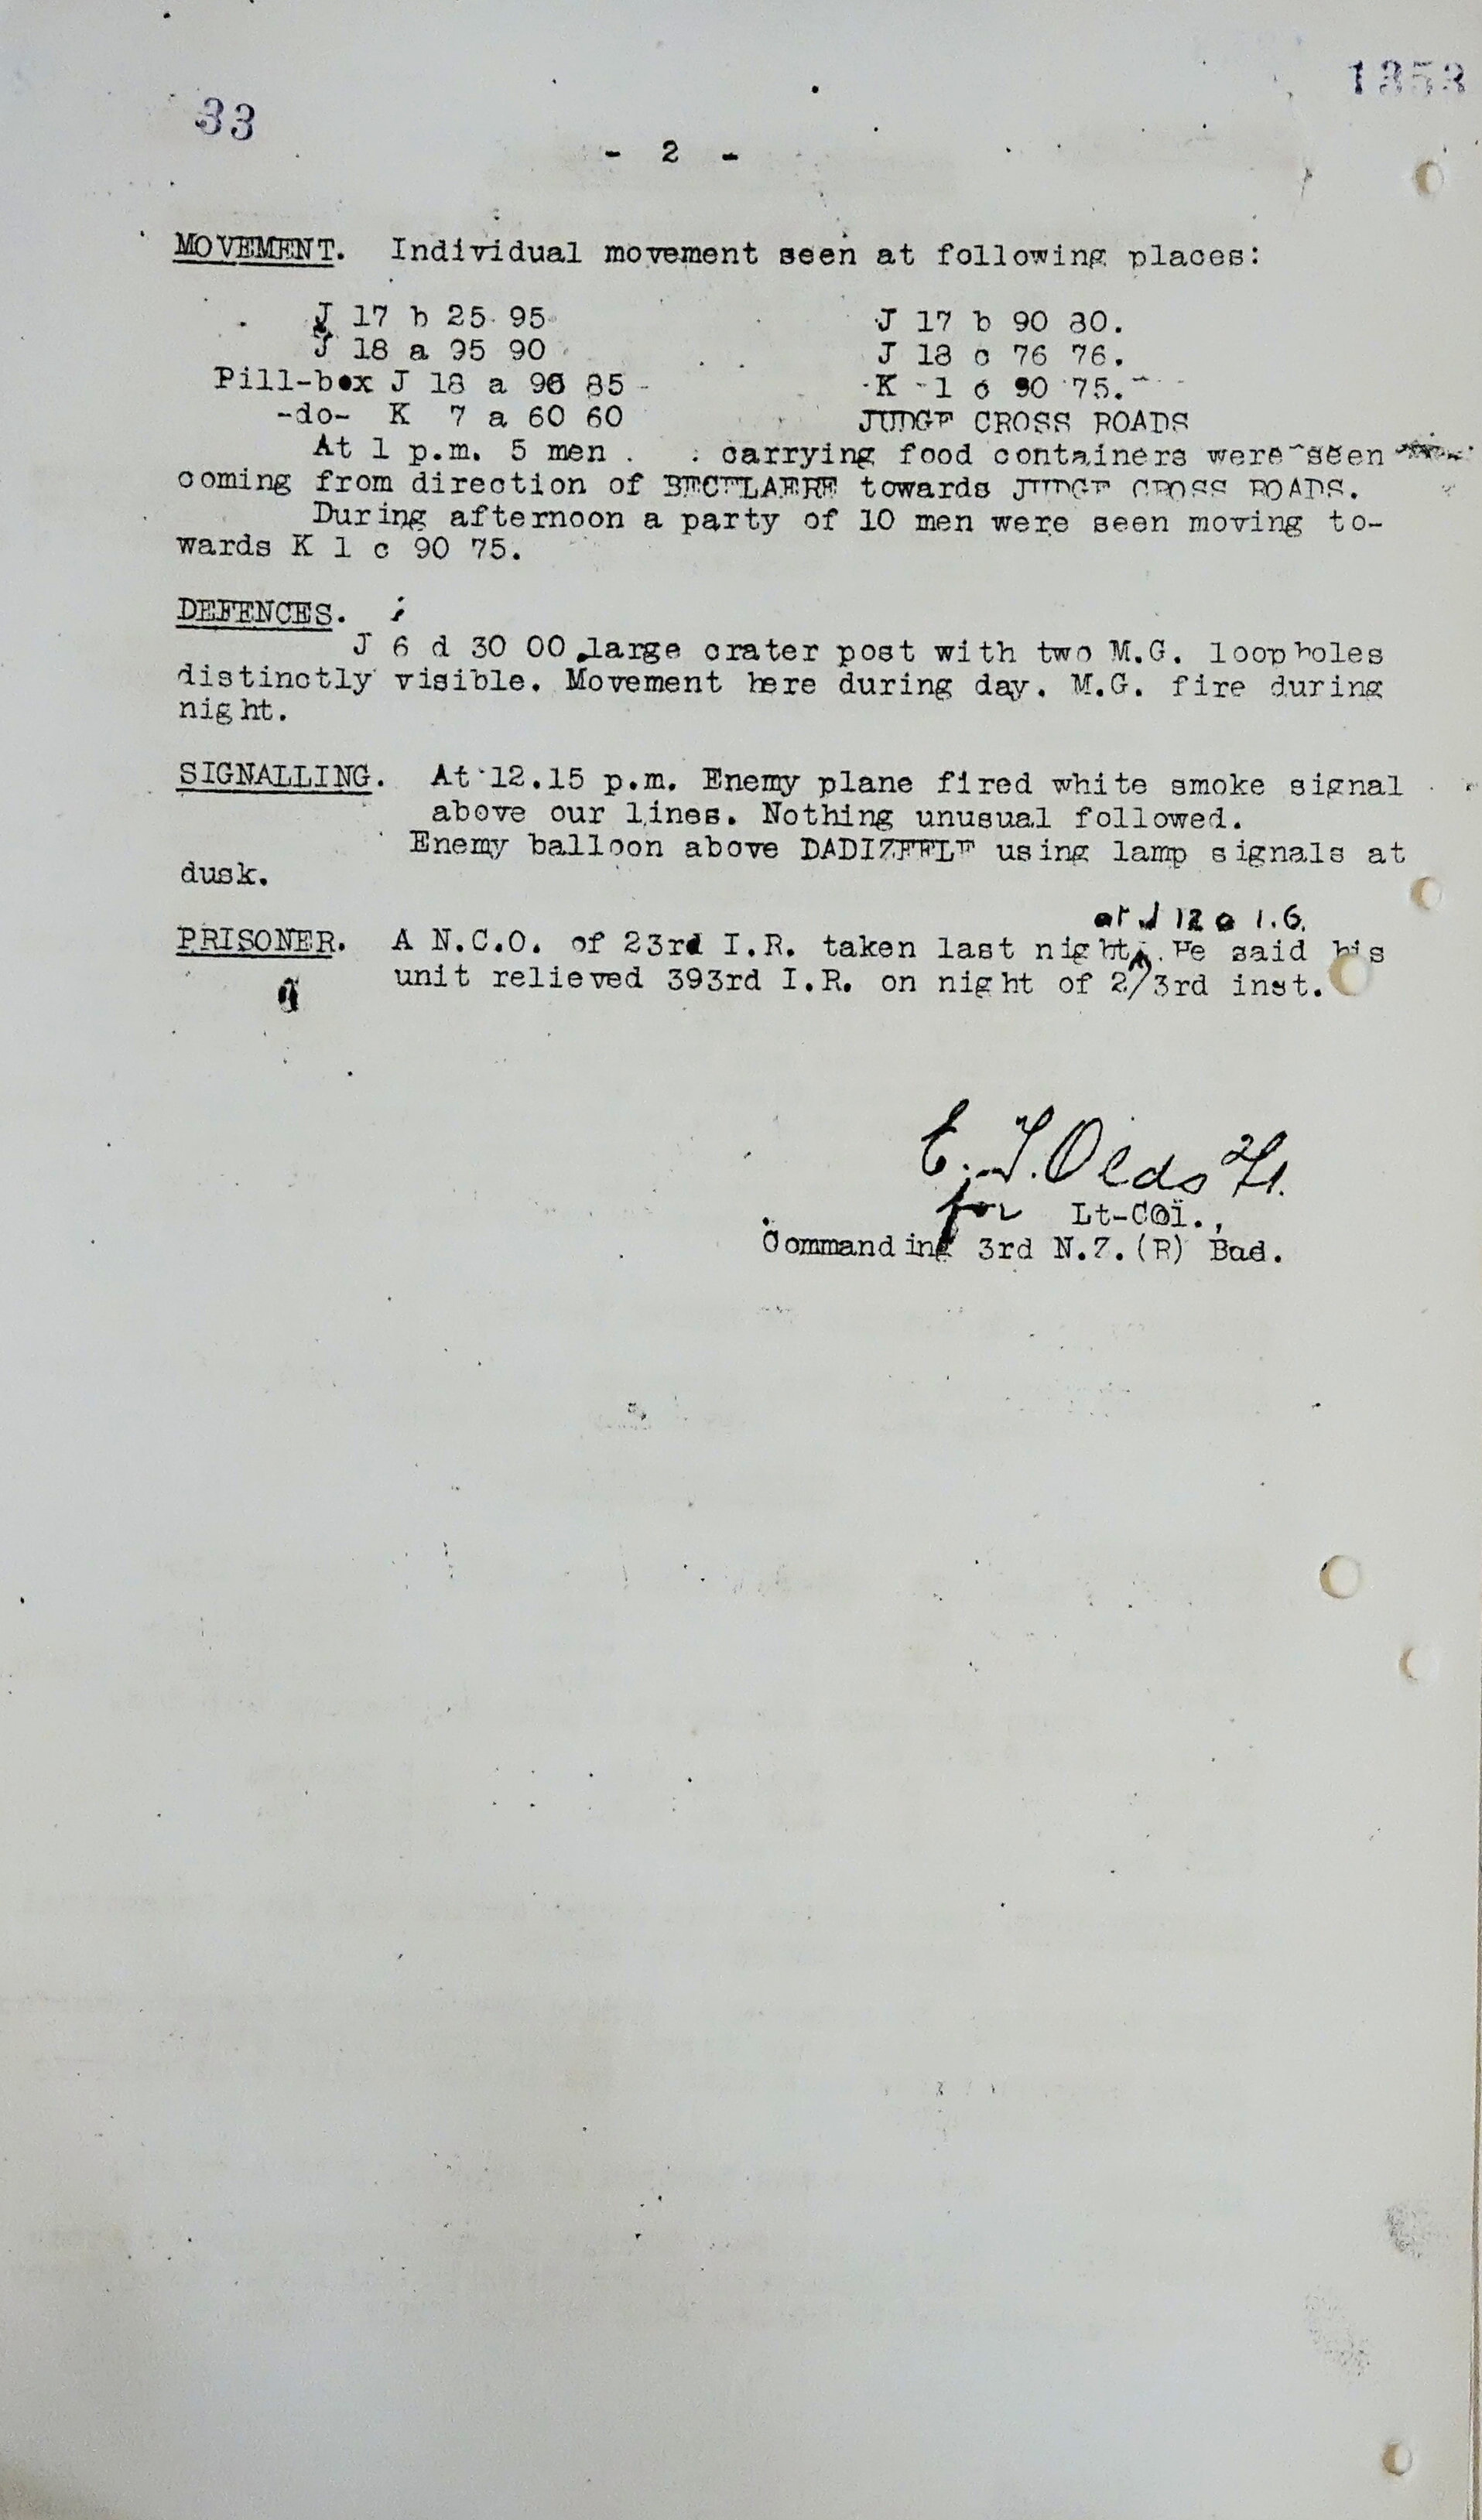 33
1353
- 2 -
MOVEMENT. Individual movement seen at following places:
J 17 b 25 95 J 17 b 90 80.
J 18 a 95 90 J 18 c 76 76.
Pill-box J 18 a 96 85 K 1 c 90 75.
-do- K 7 a 60 60 JUDGE CROSS ROADS
At 1 p.m. 5 men carrying food containers were seen
coming from direction of BECELAERE towards JUDGE CROSS ROADS.
During afternoon a party of 10 men were seen moving to-
wards K 1 c 90 75.
DEFENCES.
J 6 d 30 00 large crater post with two M.G. loopholes
distinctly visible. Movement here during day. M.G. fire during
night.
SIGNALLING. At 12.15 p.m. Enemy plane fired white smoke signal
above our lines. Nothing unusual followed.
Enemy balloon above DADIZEELE using lamp signals at
dusk.
at J 12 a 1.6.
PRISONER. A N.C.O. of 23rd I.R. taken last night. He said his
unit relieved 393rd I.R. on night of 2/3rd inst.
E. J. Olds 2/Lt.
for Lt-Col.,
Commanding 3rd N.Z.(R) Bde.